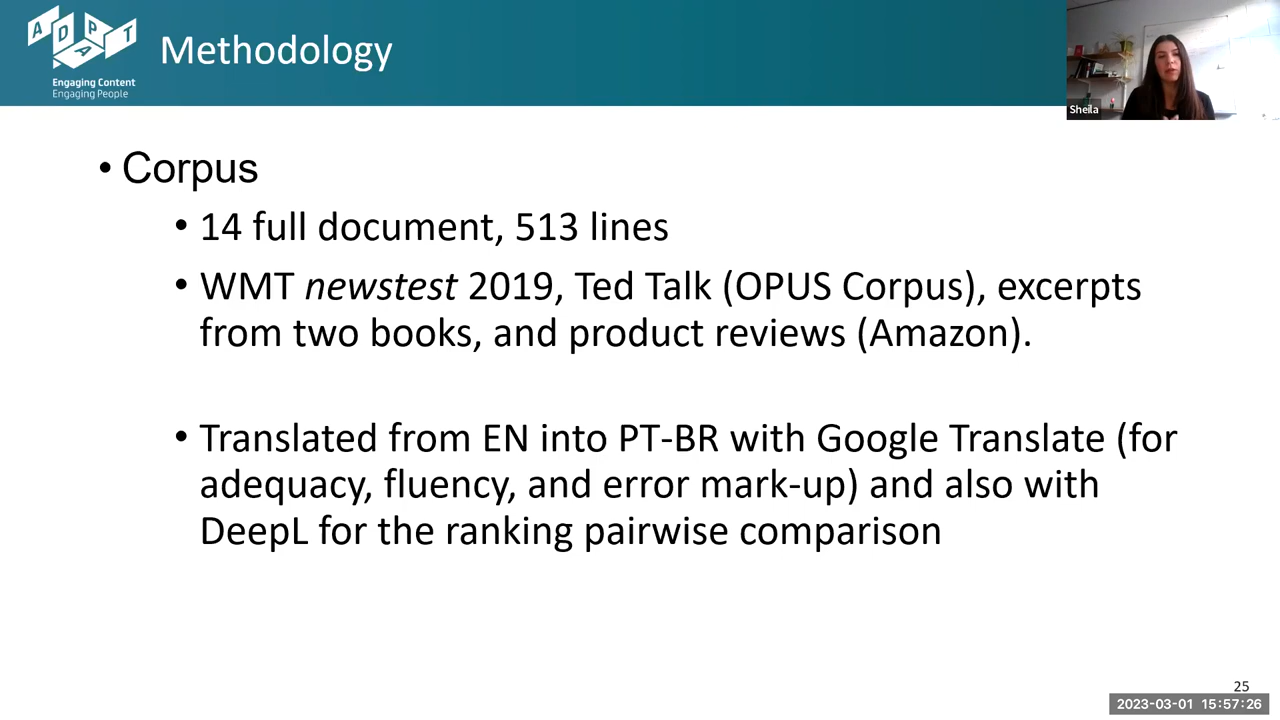 ADAPT
Engaging Content
Engaging People
Methodology
Sheila
• Corpus
• 14 full document, 513 lines
• WMT newstest 2019, Ted Talk (OPUS Corpus), excerpts
from two books, and product reviews (Amazon).
• Translated from EN into PT-BR with Google Translate (for
adequacy, fluency, and error mark-up) and also with
DeepL for the ranking pairwise comparison
25
2023-03-01 15:57:26